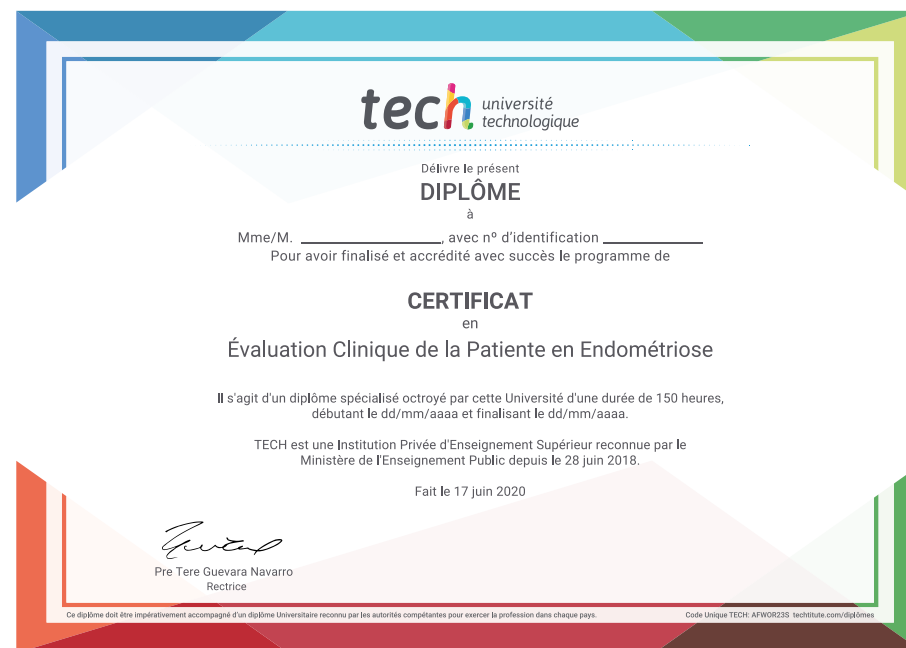 tech université
technologique
Délivre le présent
DIPLÔME
à
Mme/M. ____________________, avec nº d'identification ______________
Pour avoir finalisé et accrédité avec succès le programme de
CERTIFICAT
en
Évaluation Clinique de la Patiente en Endométriose
Il s'agit d'un diplôme spécialisé octroyé par cette Université d'une durée de 150 heures,
débutant le dd/mm/aaaa et finalisant le dd/mm/aaaa.
TECH est une Institution Privée d'Enseignement Supérieur reconnue par le
Ministère de l'Enseignement Public depuis le 28 juin 2018.
Fait le 17 juin 2020
Pre Tere Guevara Navarro
Rectrice
Ce diplôme doit être impérativement accompagné d'un diplôme Universitaire reconnu par les autorités compétantes pour exercer la profession dans chaque pays.
Code Unique TECH: AFWOR23S techtitute.com/diplômes